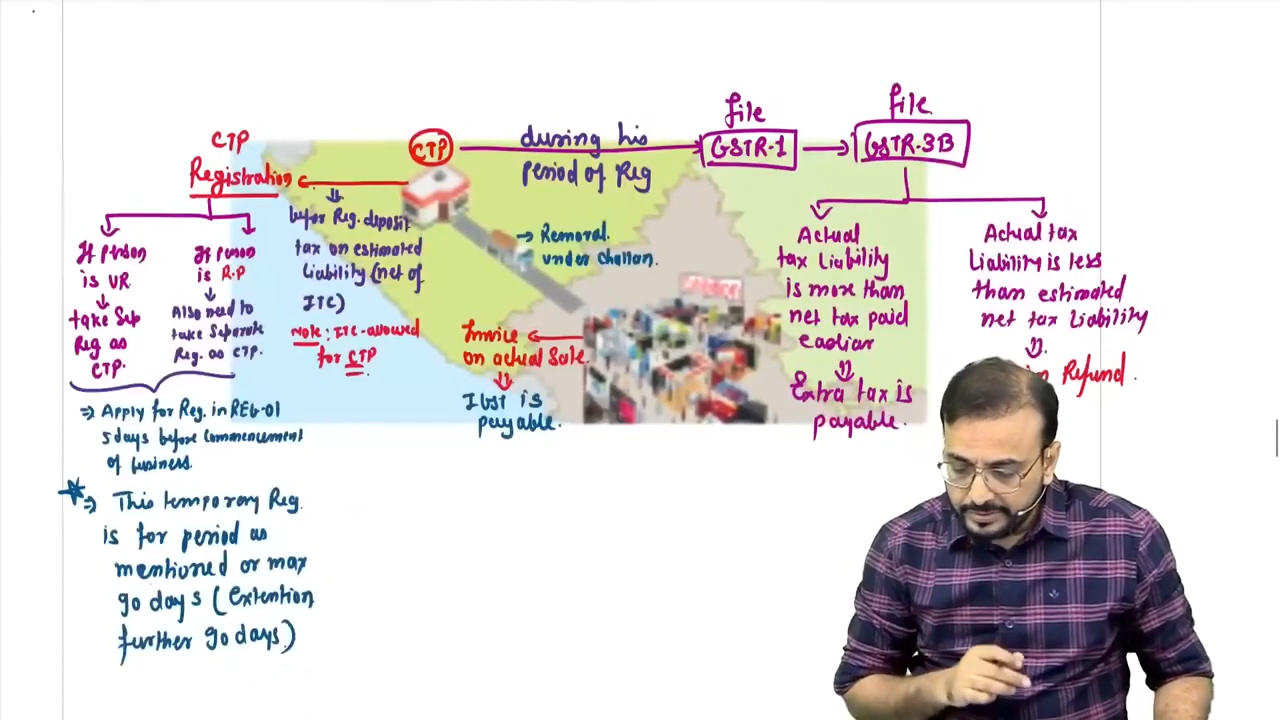 CTP
Registration
If person
is UR.
take Sep
Reg as
CTP.
If person
is R.P
Also need to
take Separate
Reg. as CTP.
⇒ Apply for Reg. in REG-01
5 days before Commencement
of business.
⇒ This temporary Reg.
is for period as
mentioned or max
90 days (Extention
further 90 days)
befor Reg. deposit
tax on estimated
Liability (net of
ITC)
Note: ITC-allowed
for CTP.
CTP
during his
period of Reg
→ Removal
under challan.
Invoice
on actual Sale.
IGST is
payable.
file
GSTR-1
file
GSTR-3B
Actual
tax Liability
is more than
net tax paid
earliar
Extra tax is
payable.
Actual tax
Liability is less
than estimated
net tax liability
Refund.